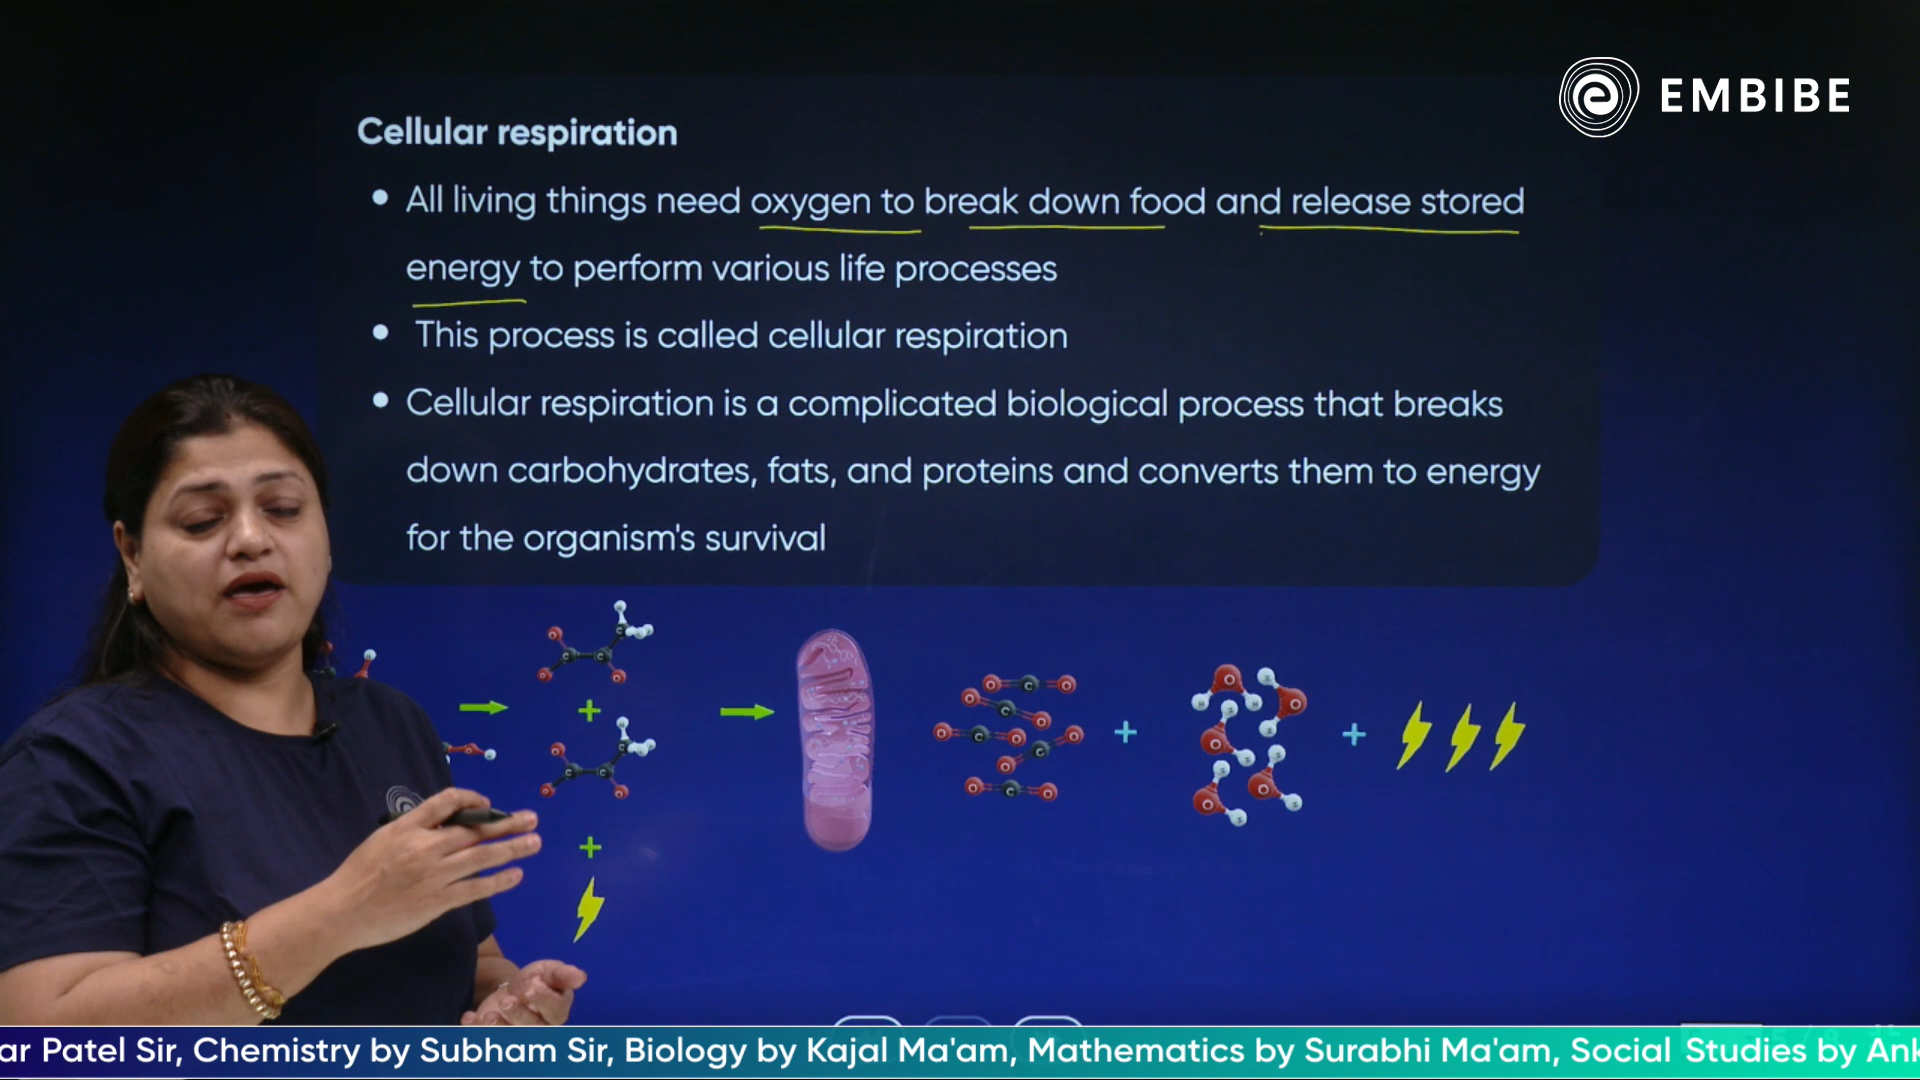 EMBIBE
Cellular respiration
• All living things need oxygen to break down food and release stored
energy to perform various life processes
• This process is called cellular respiration
• Cellular respiration is a complicated biological process that breaks
down carbohydrates, fats, and proteins and converts them to energy
for the organism's survival
ar Patel Sir, Chemistry by Subham Sir, Biology by Kajal Ma'am, Mathematics by Surabhi Ma'am, Social Studies by Ank